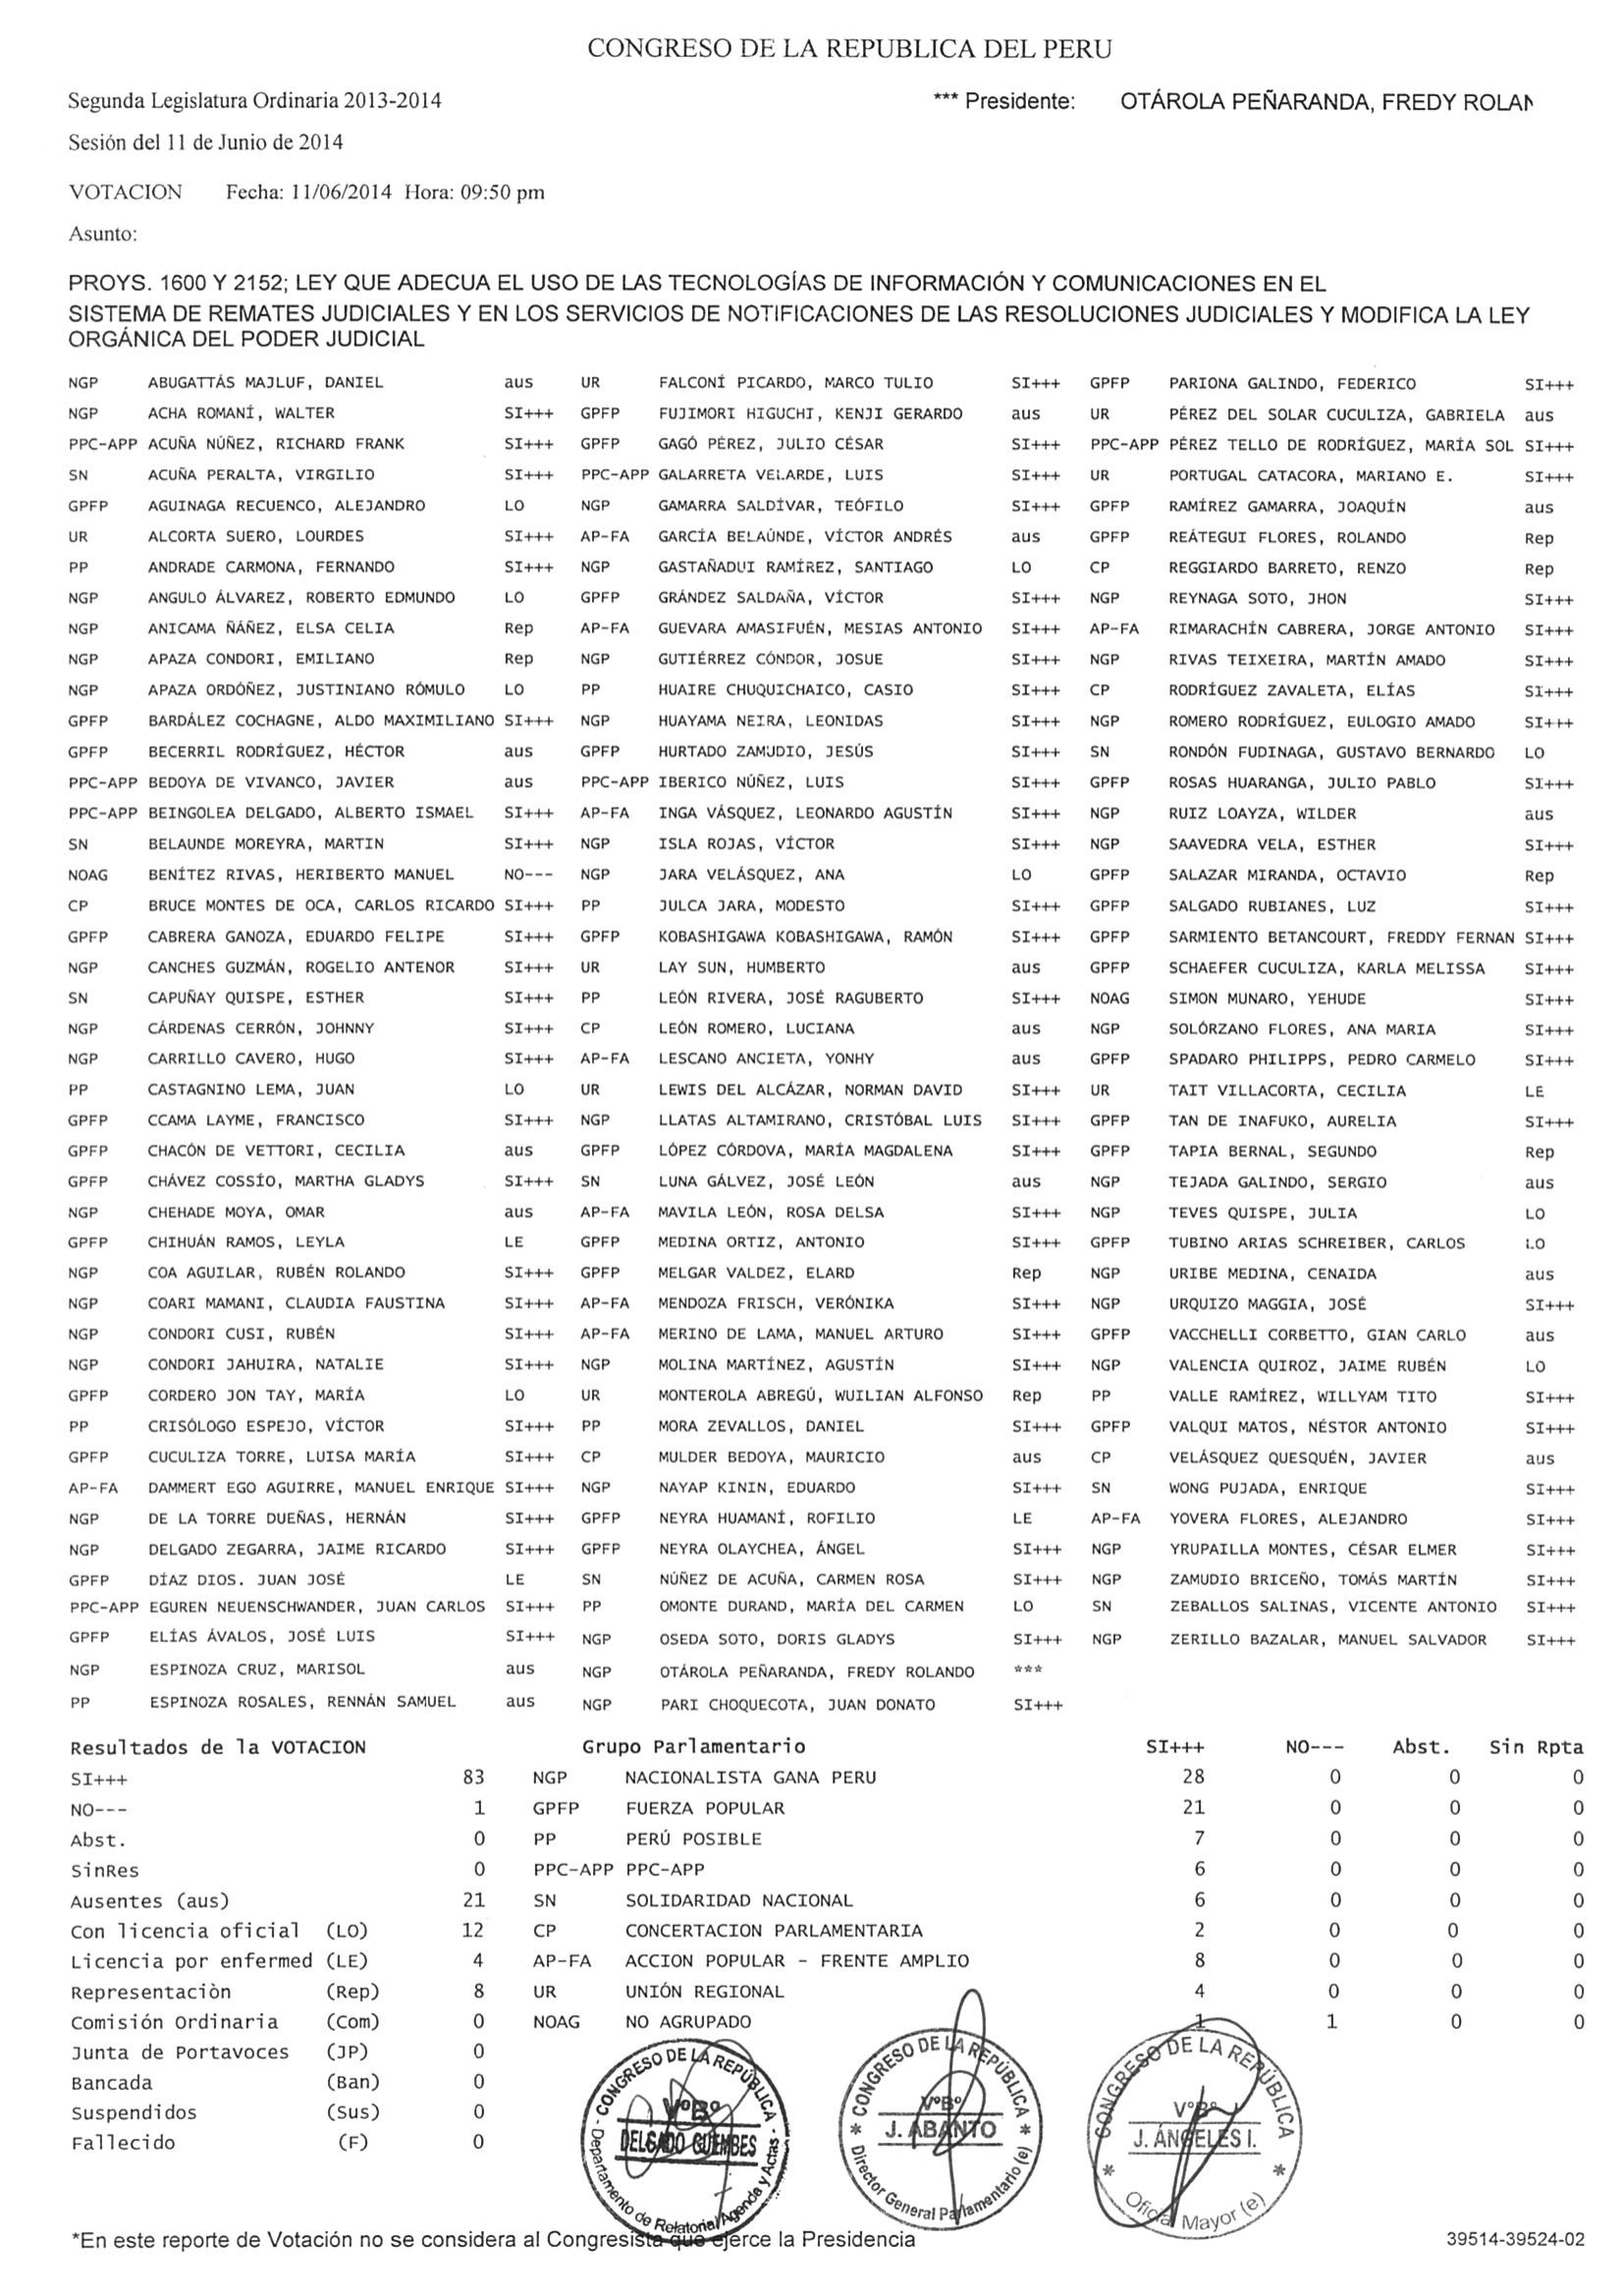 CONGRESO DE LA REPUBLICA DEL PERU
Segunda Legislatura Ordinaria 2013-2014 *** Presidente: OTÁROLA PEÑARANDA, FREDY ROLAN
Sesión del 11 de Junio de 2014
VOTACION Fecha: 11/06/2014 Hora: 09:50 pm
Asunto:
PROYS. 1600 Y 2152; LEY QUE ADECUA EL USO DE LAS TECNOLOGÍAS DE INFORMACIÓN Y COMUNICACIONES EN EL
SISTEMA DE REMATES JUDICIALES Y EN LOS SERVICIOS DE NOTIFICACIONES DE LAS RESOLUCIONES JUDICIALES Y MODIFICA LA LEY
ORGÁNICA DEL PODER JUDICIAL
NGP ABUGATTÁS MAJLUF, DANIEL aus UR FALCONÍ PICARDO, MARCO TULIO SI+++ GPFP PARIONA GALINDO, FEDERICO SI+++
NGP ACHA ROMANÍ, WALTER SI+++ GPFP FUJIMORI HIGUCHI, KENJI GERARDO aus UR PÉREZ DEL SOLAR CUCULIZA, GABRIELA aus
PPC-APP ACUÑA NÚÑEZ, RICHARD FRANK SI+++ GPFP GAGÓ PÉREZ, JULIO CÉSAR SI+++ PPC-APP PÉREZ TELLO DE RODRÍGUEZ, MARÍA SOL SI+++
SN ACUÑA PERALTA, VIRGILIO SI+++ PPC-APP GALARRETA VELARDE, LUIS SI+++ UR PORTUGAL CATACORA, MARIANO E. SI+++
GPFP AGUINAGA RECUENCO, ALEJANDRO LO NGP GAMARRA SALDÍVAR, TEÓFILO SI+++ GPFP RAMÍREZ GAMARRA, JOAQUÍN aus
UR ALCORTA SUERO, LOURDES SI+++ AP-FA GARCÍA BELAÚNDE, VÍCTOR ANDRÉS aus GPFP REÁTEGUI FLORES, ROLANDO Rep
PP ANDRADE CARMONA, FERNANDO SI+++ NGP GASTAÑADUI RAMÍREZ, SANTIAGO LO CP REGGIARDO BARRETO, RENZO Rep
NGP ANGULO ÁLVAREZ, ROBERTO EDMUNDO LO GPFP GRÁNDEZ SALDAÑA, VÍCTOR SI+++ NGP REYNAGA SOTO, JHON SI+++
NGP ANICAMA ÑÁÑEZ, ELSA CELIA Rep AP-FA GUEVARA AMASIFUÉN, MESIAS ANTONIO SI+++ AP-FA RIMARACHÍN CABRERA, JORGE ANTONIO SI+++
NGP APAZA CONDORI, EMILIANO Rep NGP GUTIÉRREZ CÓNDOR, JOSUE SI+++ NGP RIVAS TEIXEIRA, MARTÍN AMADO SI+++
NGP APAZA ORDÓÑEZ, JUSTINIANO RÓMULO LO PP HUAIRE CHUQUICHAICO, CASIO SI+++ CP RODRÍGUEZ ZAVALETA, ELÍAS SI+++
GPFP BARDÁLEZ COCHAGNE, ALDO MAXIMILIANO SI+++ NGP HUAYAMA NEIRA, LEONIDAS SI+++ NGP ROMERO RODRÍGUEZ, EULOGIO AMADO SI+++
GPFP BECERRIL RODRÍGUEZ, HÉCTOR aus GPFP HURTADO ZAMUDIO, JESÚS SI+++ SN RONDÓN FUDINAGA, GUSTAVO BERNARDO LO
PPC-APP BEDOYA DE VIVANCO, JAVIER aus PPC-APP IBERICO NÚÑEZ, LUIS SI+++ GPFP ROSAS HUARANGA, JULIO PABLO SI+++
PPC-APP BEINGOLEA DELGADO, ALBERTO ISMAEL SI+++ AP-FA INGA VÁSQUEZ, LEONARDO AGUSTÍN SI+++ NGP RUIZ LOAYZA, WILDER aus
SN BELAUNDE MOREYRA, MARTIN SI+++ NGP ISLA ROJAS, VÍCTOR SI+++ NGP SAAVEDRA VELA, ESTHER SI+++
NOAG BENÍTEZ RIVAS, HERIBERTO MANUEL NO--- NGP JARA VELÁSQUEZ, ANA LO GPFP SALAZAR MIRANDA, OCTAVIO Rep
CP BRUCE MONTES DE OCA, CARLOS RICARDO SI+++ PP JULCA JARA, MODESTO SI+++ GPFP SALGADO RUBIANES, LUZ SI+++
GPFP CABRERA GANOZA, EDUARDO FELIPE SI+++ GPFP KOBASHIGAWA KOBASHIGAWA, RAMÓN SI+++ GPFP SARMIENTO BETANCOURT, FREDDY FERNAN SI+++
NGP CANCHES GUZMÁN, ROGELIO ANTENOR SI+++ UR LAY SUN, HUMBERTO aus GPFP SCHAEFER CUCULIZA, KARLA MELISSA SI+++
SN CAPUÑAY QUISPE, ESTHER SI+++ PP LEÓN RIVERA, JOSÉ RAGUBERTO SI+++ NOAG SIMON MUNARO, YEHUDE SI+++
NGP CÁRDENAS CERRÓN, JOHNNY SI+++ CP LEÓN ROMERO, LUCIANA aus NGP SOLÓRZANO FLORES, ANA MARIA SI+++
NGP CARRILLO CAVERO, HUGO SI+++ AP-FA LESCANO ANCIETA, YONHY aus GPFP SPADARO PHILIPPS, PEDRO CARMELO SI+++
PP CASTAGNINO LEMA, JUAN LO UR LEWIS DEL ALCÁZAR, NORMAN DAVID SI+++ UR TAIT VILLACORTA, CECILIA LE
GPFP CCAMA LAYME, FRANCISCO SI+++ NGP LLATAS ALTAMIRANO, CRISTÓBAL LUIS SI+++ GPFP TAN DE INAFUKO, AURELIA SI+++
GPFP CHACÓN DE VETTORI, CECILIA aus GPFP LÓPEZ CÓRDOVA, MARÍA MAGDALENA SI+++ GPFP TAPIA BERNAL, SEGUNDO Rep
GPFP CHÁVEZ COSSÍO, MARTHA GLADYS SI+++ SN LUNA GÁLVEZ, JOSÉ LEÓN aus NGP TEJADA GALINDO, SERGIO aus
NGP CHEHADE MOYA, OMAR aus AP-FA MAVILA LEÓN, ROSA DELSA SI+++ NGP TEVES QUISPE, JULIA LO
GPFP CHIHUÁN RAMOS, LEYLA LE GPFP MEDINA ORTIZ, ANTONIO SI+++ GPFP TUBINO ARIAS SCHREIBER, CARLOS LO
NGP COA AGUILAR, RUBÉN ROLANDO SI+++ GPFP MELGAR VALDEZ, ELARD Rep NGP URIBE MEDINA, CENAIDA aus
NGP COARI MAMANI, CLAUDIA FAUSTINA SI+++ AP-FA MENDOZA FRISCH, VERÓNIKA SI+++ NGP URQUIZO MAGGIA, JOSÉ SI+++
NGP CONDORI CUSI, RUBÉN SI+++ AP-FA MERINO DE LAMA, MANUEL ARTURO SI+++ GPFP VACCHELLI CORBETTO, GIAN CARLO aus
NGP CONDORI JAHUIRA, NATALIE SI+++ NGP MOLINA MARTÍNEZ, AGUSTÍN SI+++ NGP VALENCIA QUIROZ, JAIME RUBÉN LO
GPFP CORDERO JON TAY, MARÍA LO UR MONTEROLA ABREGÚ, WUILIAN ALFONSO Rep PP VALLE RAMÍREZ, WILLYAM TITO SI+++
PP CRISÓLOGO ESPEJO, VÍCTOR SI+++ PP MORA ZEVALLOS, DANIEL SI+++ GPFP VALQUI MATOS, NÉSTOR ANTONIO SI+++
GPFP CUCULIZA TORRE, LUISA MARÍA SI+++ CP MULDER BEDOYA, MAURICIO aus CP VELÁSQUEZ QUESQUÉN, JAVIER aus
AP-FA DAMMERT EGO AGUIRRE, MANUEL ENRIQUE SI+++ NGP NAYAP KININ, EDUARDO SI+++ SN WONG PUJADA, ENRIQUE SI+++
NGP DE LA TORRE DUEÑAS, HERNÁN SI+++ GPFP NEYRA HUAMANÍ, ROFILIO LE AP-FA YOVERA FLORES, ALEJANDRO SI+++
NGP DELGADO ZEGARRA, JAIME RICARDO SI+++ GPFP NEYRA OLAYCHEA, ÁNGEL SI+++ NGP YRUPAILLA MONTES, CÉSAR ELMER SI+++
GPFP DÍAZ DIOS. JUAN JOSÉ LE SN NÚÑEZ DE ACUÑA, CARMEN ROSA SI+++ NGP ZAMUDIO BRICEÑO, TOMÁS MARTÍN SI+++
PPC-APP EGUREN NEUENSCHWANDER, JUAN CARLOS SI+++ PP OMONTE DURAND, MARÍA DEL CARMEN LO SN ZEBALLOS SALINAS, VICENTE ANTONIO SI+++
GPFP ELÍAS ÁVALOS, JOSÉ LUIS SI+++ NGP OSEDA SOTO, DORIS GLADYS SI+++ NGP ZERILLO BAZALAR, MANUEL SALVADOR SI+++
NGP ESPINOZA CRUZ, MARISOL aus NGP OTÁROLA PEÑARANDA, FREDY ROLANDO ***
PP ESPINOZA ROSALES, RENNÁN SAMUEL aus NGP PARI CHOQUECOTA, JUAN DONATO SI+++
Resultados de la VOTACION Grupo Parlamentario SI+++ NO--- Abst. Sin Rpta
SI+++ 83 NGP NACIONALISTA GANA PERU 28 0 0 0
NO--- 1 GPFP FUERZA POPULAR 21 0 0 0
Abst. 0 PP PERÚ POSIBLE 7 0 0 0
SinRes 0 PPC-APP PPC-APP 6 0 0 0
Ausentes (aus) 21 SN SOLIDARIDAD NACIONAL 6 0 0 0
Con licencia oficial (LO) 12 CP CONCERTACION PARLAMENTARIA 2 0 0 0
Licencia por enfermed (LE) 4 AP-FA ACCION POPULAR - FRENTE AMPLIO 8 0 0 0
Representaciòn (Rep) 8 UR UNIÓN REGIONAL 4 0 0 0
Comisión Ordinaria (Com) 0 NOAG NO AGRUPADO 1 1 0 0
Junta de Portavoces (JP) 0
Bancada (Ban) 0
Suspendidos (Sus) 0
Fallecido (F) 0
CONGRESO DE LA REPÚBLICA
VºBº
DELGADO GUEMBES
Departamento de Relatoria, Agenda y Actas
CONGRESO DE LA REPÚBLICA
VºBº
J. ABANTO
Director General Parlamentario (e)
CONGRESO DE LA REPÚBLICA
VºBº
J. ÁNGELES I.
Oficial Mayor (e)
*En este reporte de Votación no se considera al Congresista que ejerce la Presidencia 39514-39524-02